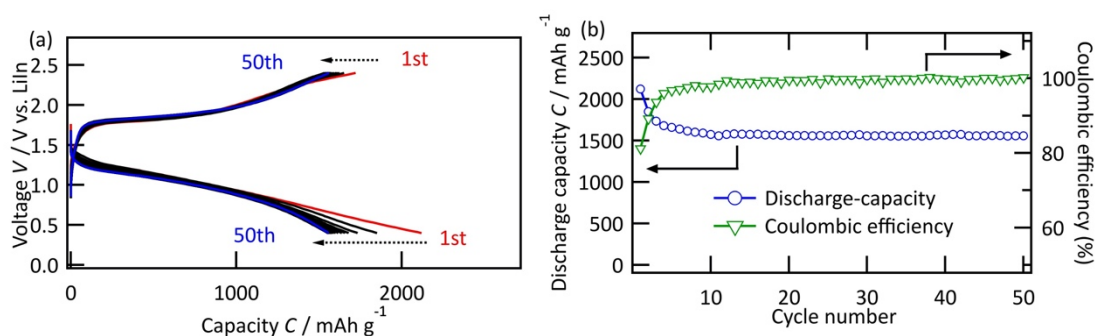 (a)
Voltage V / V vs. LiIn
2.5
2.0
1.5
1.0
0.5
0.0
50th
1st
50th
1st
0
1000
2000
Capacity C / mAh g-1
(b)
Discharge capacity C / mAh g-1
2500
2000
1500
1000
500
0
Discharge-capacity
Coulombic efficiency
10
20
30
40
50
Cycle number
100
80
60
Coulombic efficiency (%)